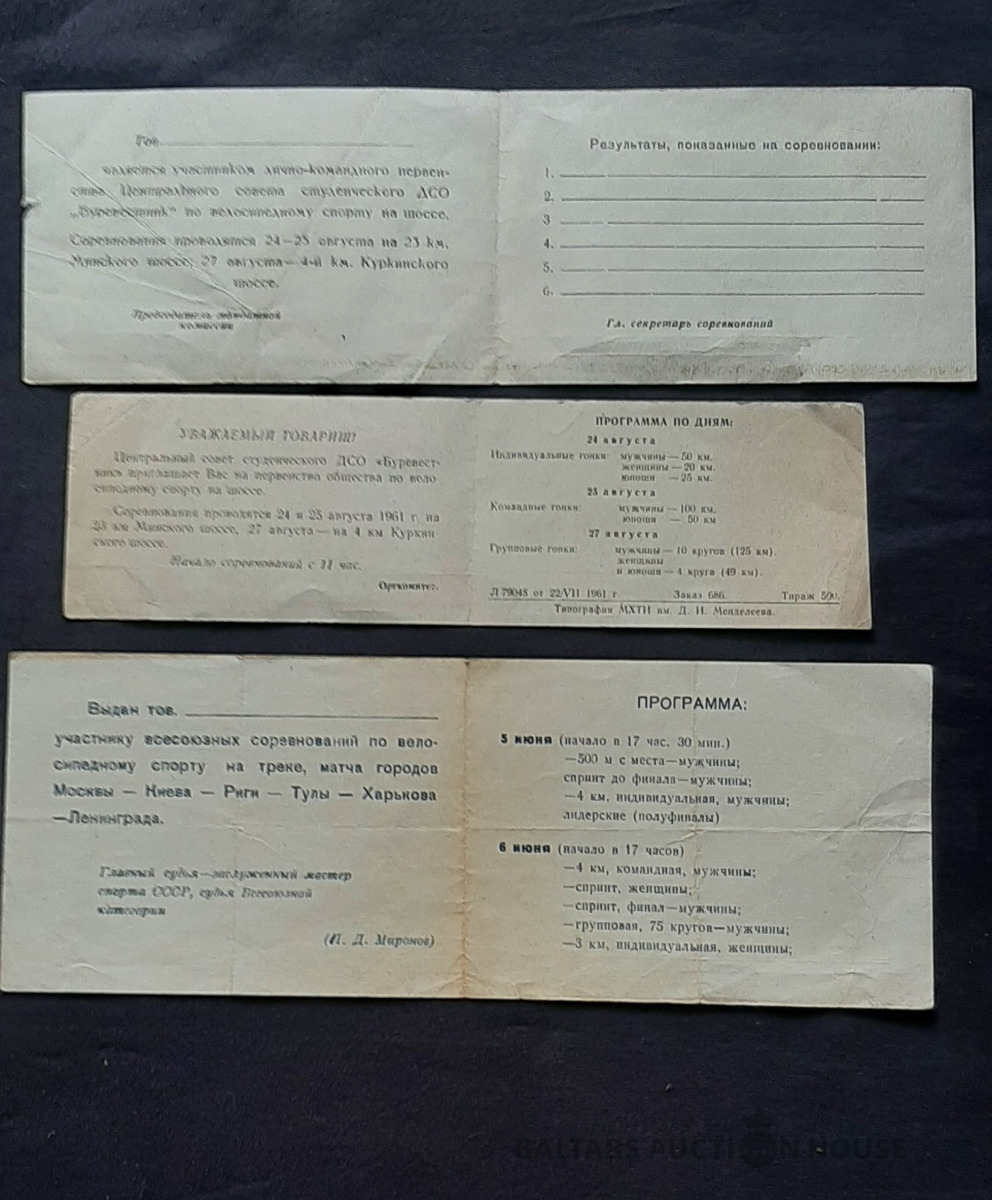 Тов.
является участником лично-командного первен-
ства Центрального совета студенческого ДСО
„Буревестник“ по велосипедному спорту на шоссе.
Соревнования проводятся 24—25 августа на 23 км,
Минского шоссе; 27 августа—4-й км. Куркинского
шоссе.
Председатель мандатной
комиссии
Результаты, показанные на соревновании:
1.
2.
3
4.
5.
6.
Гл. секретарь соревнований
УВАЖАЕМЫЙ ТОВАРИЩ!
Центральный совет студенческого ДСО «Буревест-
ник» приглашает Вас на первенство общества по вело
сипедному спорту на шоссе.
Соревнования проводятся 24 и 25 августа 1961 г. на
23 км Минского шоссе, 27 августа—на 4 км Куркин
ского шоссе.
Начало соревнований с 11 час.
Оргкомитет.
ПРОГРАММА ПО ДНЯМ:
24 августа
Индивидуальные гонки: мужчины—50 км.
женщины—20 км.
юноши —25 км.
25 августа
Командные гонки: мужчины—100 км.
юноши — 50 км
27 августа
Групповые гонки: мужчины—10 кругов (125 км).
женщины
и юноши—4 круга (49 км).
Л 79048 от 22/VII 1961 г Заказ 686. Тираж 500.
Типография МХТИ им. Д. И. Менделеева.
Выдан тов.
участнику всесоюзных соревнований по вело-
сипедному спорту на треке, матча городов
Москвы — Киева — Риги — Тулы — Харькова
—Ленинграда.
Главный судья—заслуженный мастер
спорта СССР, судья Всесоюзной
категории
(П. Д. Миронов)
ПРОГРАММА:
5 июня (начало в 17 час. 30 мин.)
—500 м с места—мужчины;
спринт до финала—мужчины;
—4 км, индивидуальная, мужчины;
лидерские (полуфиналы)
6 июня (начало в 17 часов)
—4 км, командная, мужчины;
—спринт, женщины;
—спринт, финал—мужчины;
—групповая, 75 кругов—мужчины;
—3 км, индивидуальная, женщины;
BALTARS AUCTION HOUSE